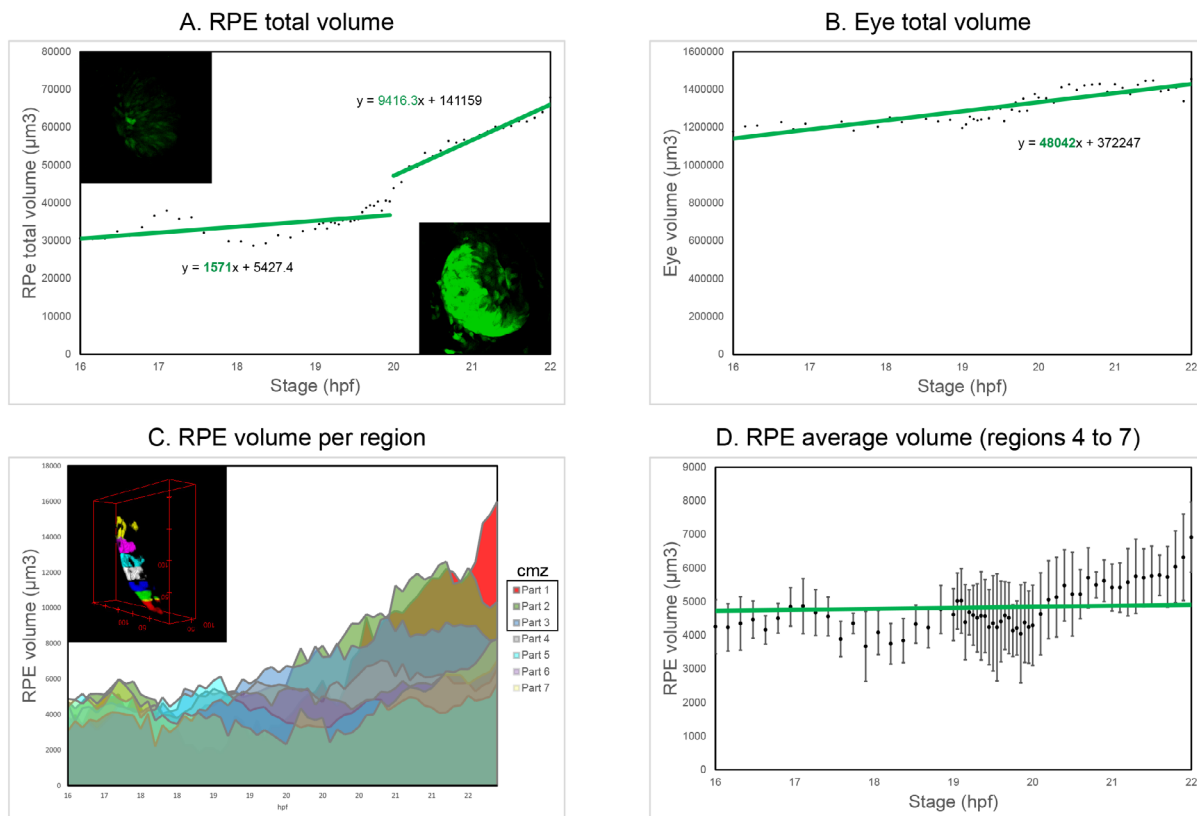 A. RPE total volume
80000
70000
60000
50000
40000
30000
20000
10000
0
RPe total volume (µm3)
y = 9416.3x + 141159
y = 1571x + 5427.4
16 17 18 19 20 21 22
Stage (hpf)
B. Eye total volume
1600000
1400000
1200000
1000000
800000
600000
400000
200000
0
Eye volume (µm3)
y = 48042x + 372247
16 17 18 19 20 21 22
Stage (hpf)
C. RPE volume per region
18000
16000
14000
12000
10000
8000
6000
4000
2000
0
RPE volume (µm3)
cmz
Part 1
Part 2
Part 3
Part 4
Part 5
Part 6
Part 7
16 17 17 18 18 19 19 20 20 21 21 22
hpf
D. RPE average volume (regions 4 to 7)
9000
8000
7000
6000
5000
4000
3000
2000
1000
0
RPE volume (µm3)
16 17 18 19 20 21 22
Stage (hpf)